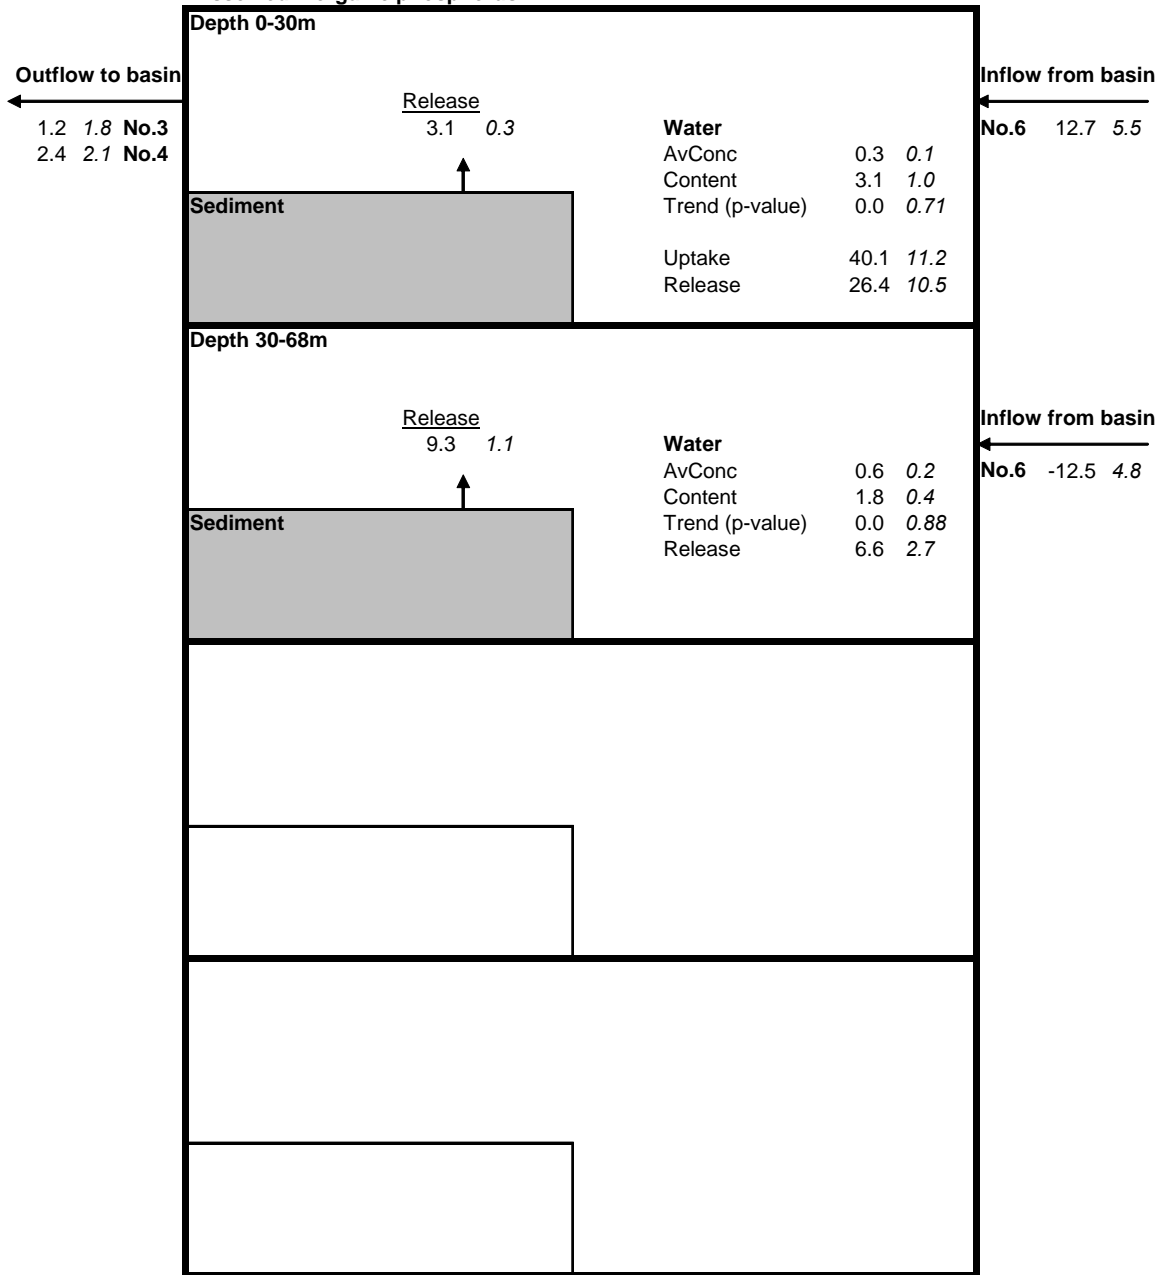 Depth 0-30m
Outflow to basin
Inflow from basin
Release
1.2 1.8 No.3
3.1 0.3
Water
No.6 12.7 5.5
2.4 2.1 No.4
AvConc 0.3 0.1
Content 3.1 1.0
Sediment
Trend (p-value) 0.0 0.71
Uptake 40.1 11.2
Release 26.4 10.5
Depth 30-68m
Release
Inflow from basin
9.3 1.1
Water
AvConc 0.6 0.2
No.6 -12.5 4.8
Content 1.8 0.4
Sediment
Trend (p-value) 0.0 0.88
Release 6.6 2.7